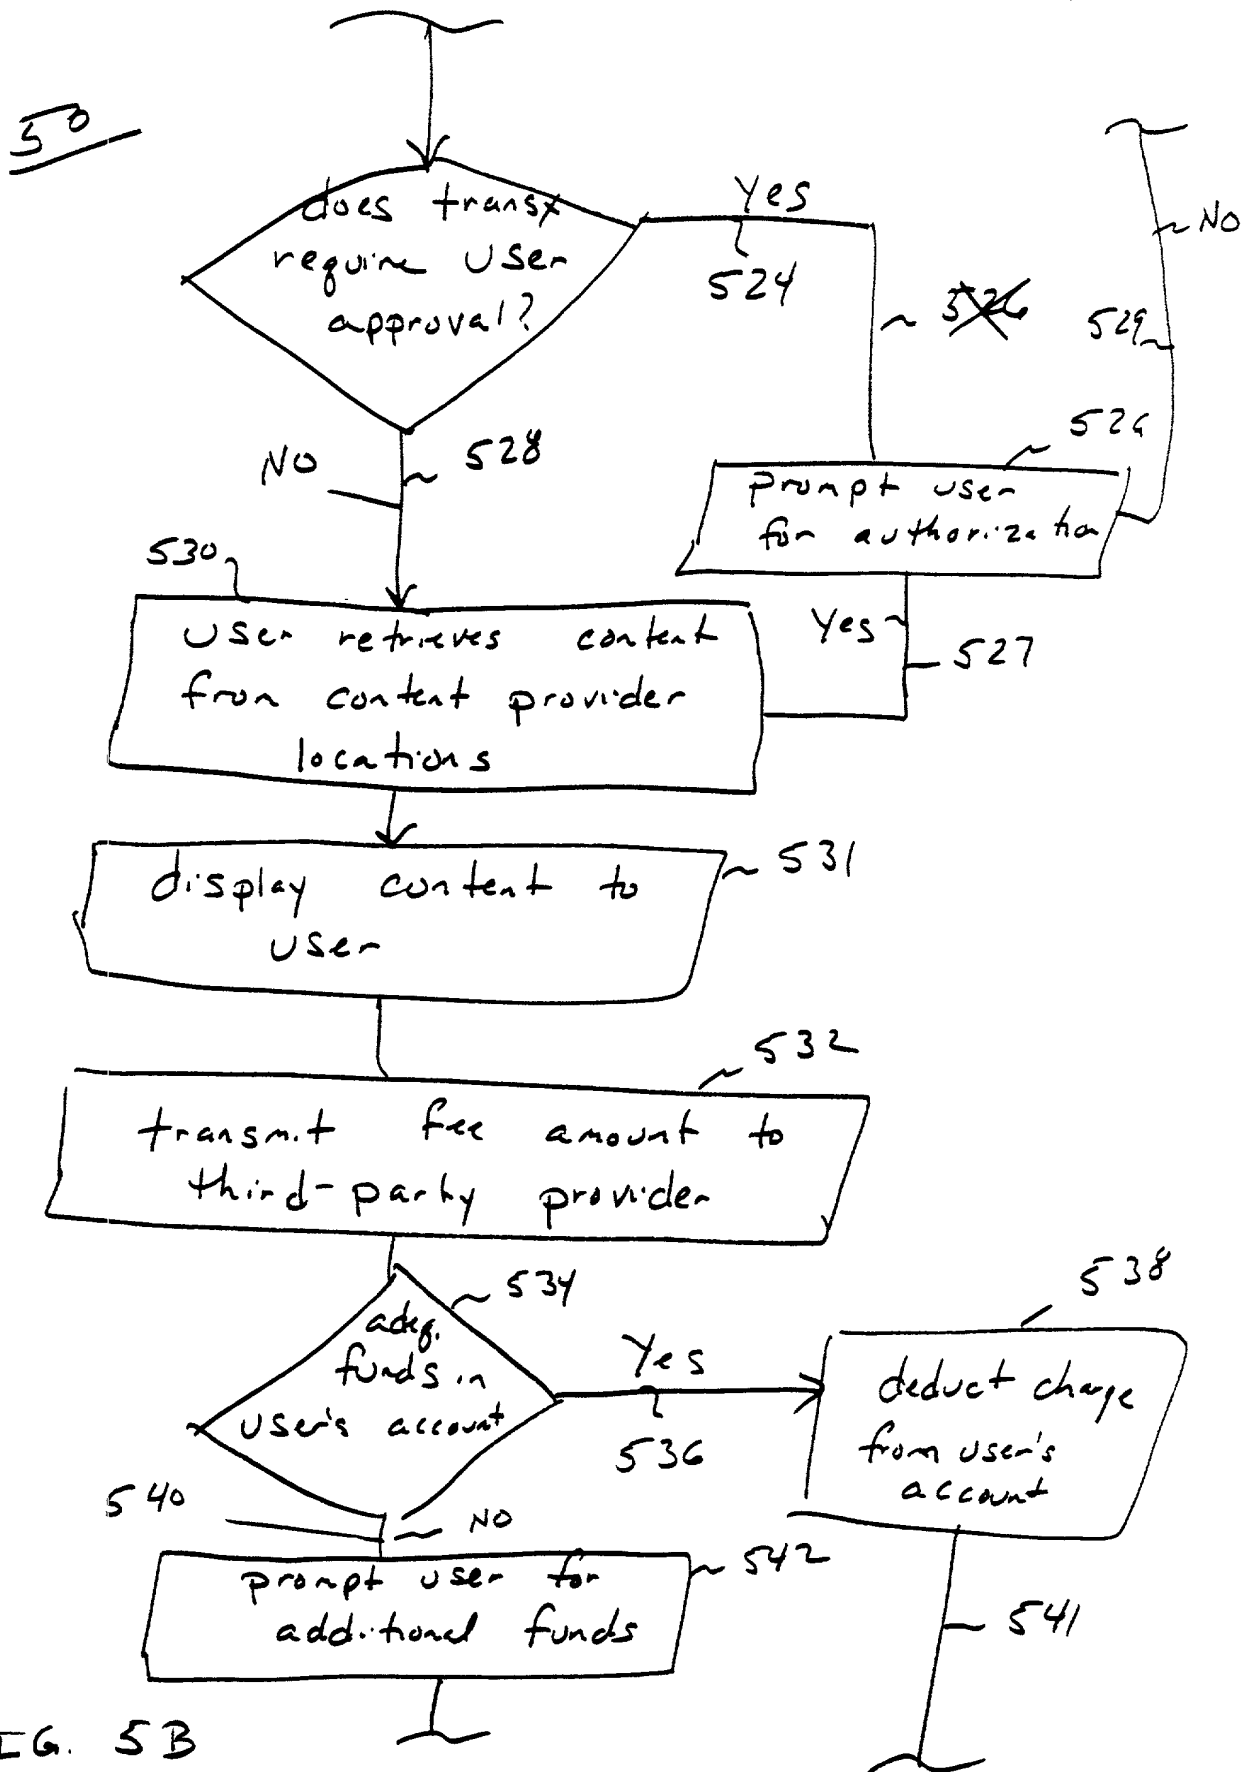 50
does transx
require user
approval?
Yes
524
NO
529
526
526
prompt user
for authorization
NO
528
Yes
527
530
user retrieves content
from content provider
locations
display content to
user
531
532
transmit fee amount to
third-party provider
534
adeq.
funds in
user's account
Yes
536
538
deduct charge
from user's
account
540
NO
prompt user for
additional funds
542
541
IG. 5B